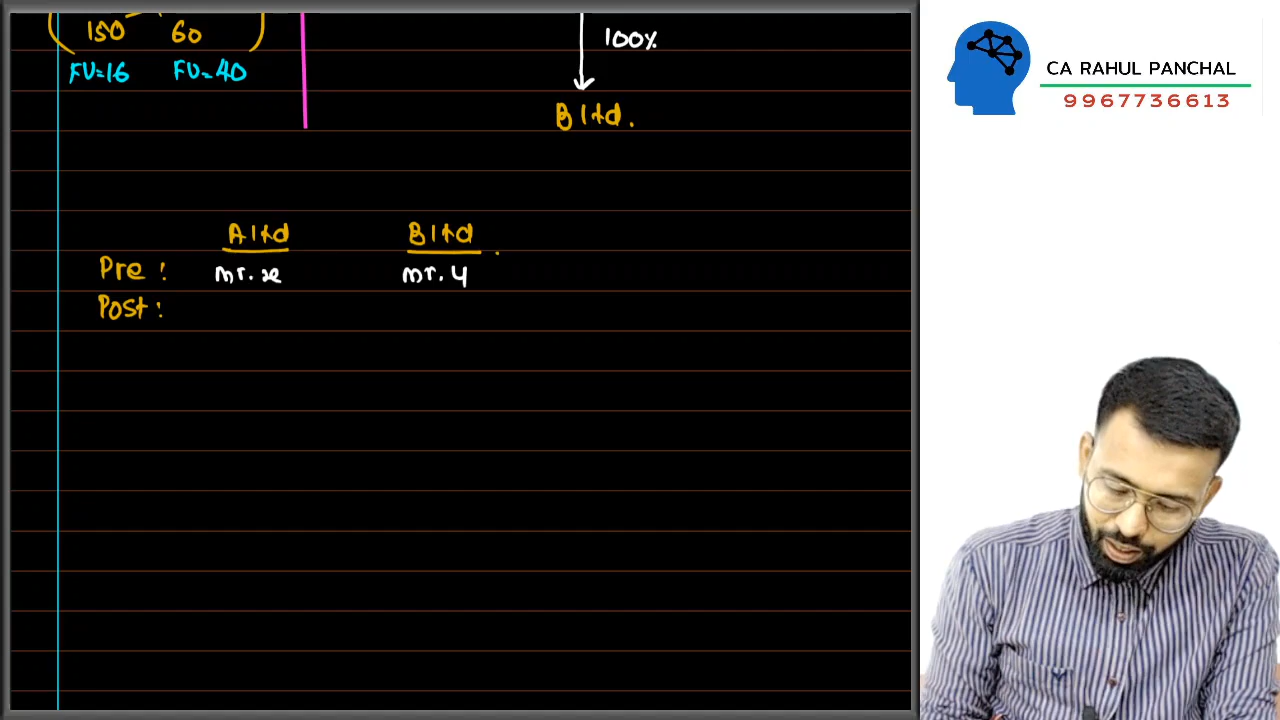 150 60
FV=16 FV=40
100%
B ltd.
CA RAHUL PANCHAL
9967736613
A ltd B ltd
Pre : mr. x mr. y
Post :